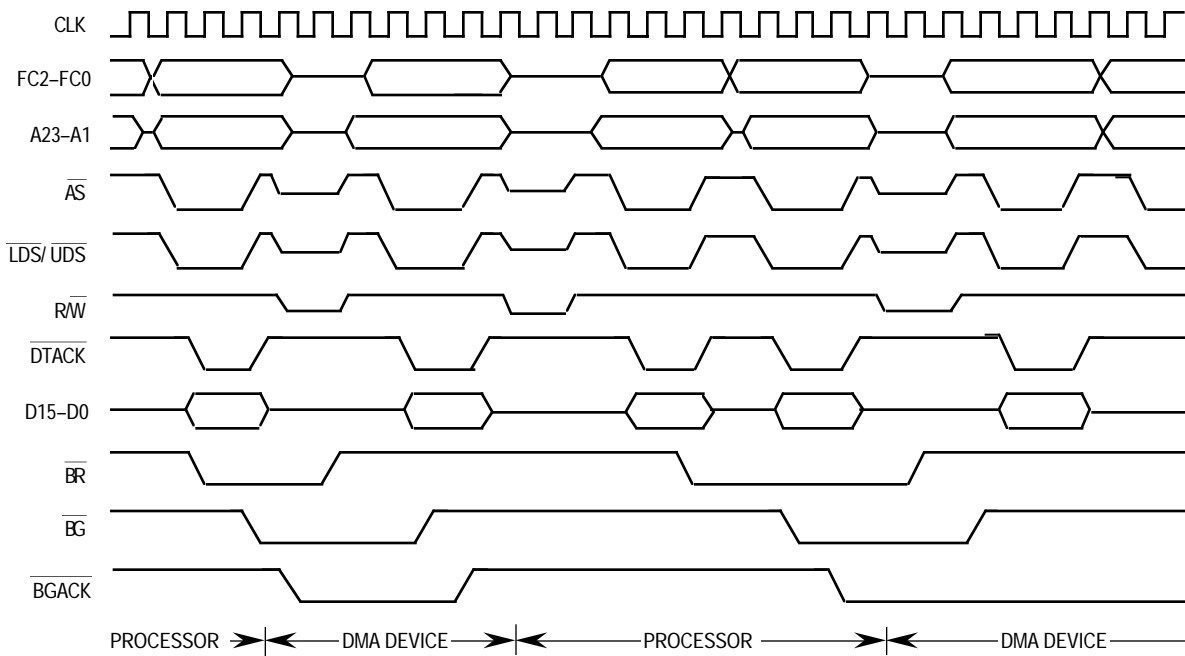 CLK
FC2–FC0
A23–A1
AS
LDS/ UDS
R/W
DTACK
D15–D0
BR
BG
BGACK
PROCESSOR DMA DEVICE PROCESSOR DMA DEVICE